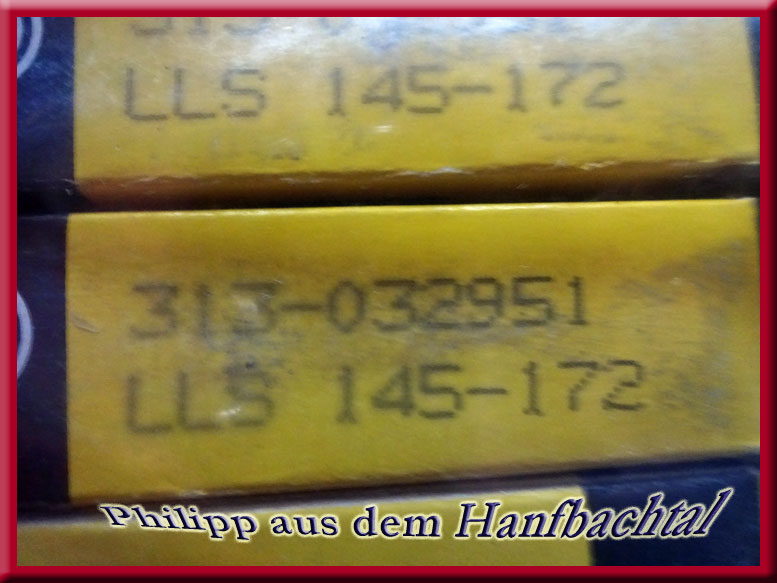 LLS 145-172
313-032951
LLS 145-172
Philipp aus dem Hanfbachtal